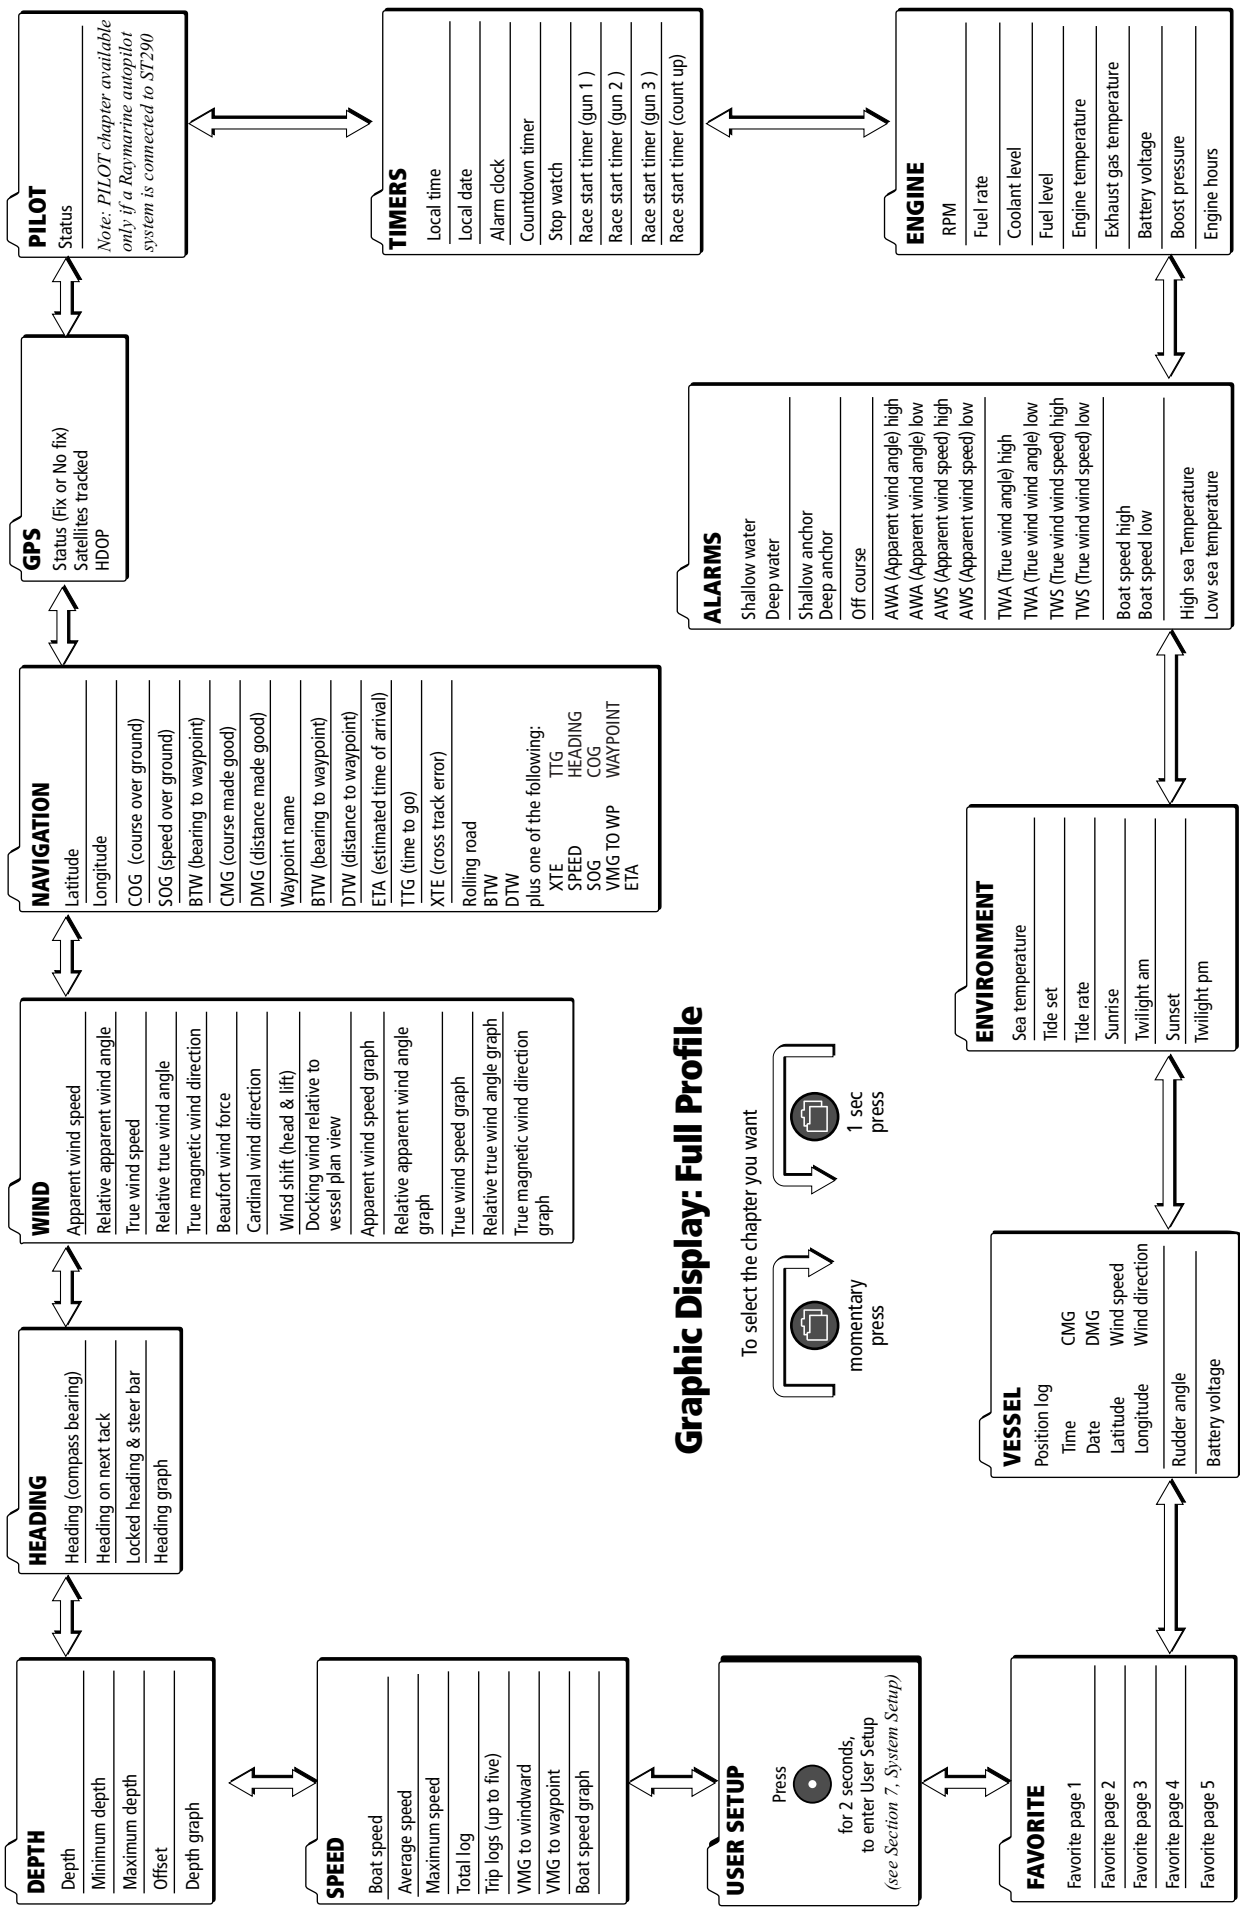 DEPTH
Depth
Minimum depth
Maximum depth
Offset
Depth graph
HEADING
Heading (compass bearing)
Heading on next tack
Locked heading & steer bar
Heading graph
WIND
Apparent wind speed
Relative apparent wind angle
True wind speed
Relative true wind angle
True magnetic wind direction
Beaufort wind force
Cardinal wind direction
Wind shift (head & lift)
Docking wind relative to
vessel plan view
Apparent wind speed graph
Relative apparent wind angle
graph
True wind speed graph
Relative true wind angle graph
True magnetic wind direction
graph
NAVIGATION
Latitude
Longitude
COG (course over ground)
SOG (speed over ground)
BTW (bearing to waypoint)
CMG (course made good)
DMG (distance made good)
Waypoint name
BTW (bearing to waypoint)
DTW (distance to waypoint)
ETA (estimated time of arrival)
TTG (time to go)
XTE (cross track error)
Rolling road
BTW
DTW
plus one of the following:
XTE TTG
SPEED HEADING
SOG COG
VMG TO WP WAYPOINT
ETA
GPS
Status (Fix or No fix)
Satellites tracked
HDOP
PILOT
Status
Note: PILOT chapter available
only if a Raymarine autopilot
system is connected to ST290
SPEED
Boat speed
Average speed
Maximum speed
Total log
Trip logs (up to five)
VMG to windward
VMG to waypoint
Boat speed graph
TIMERS
Local time
Local date
Alarm clock
Countdown timer
Stop watch
Race start timer (gun 1 )
Race start timer (gun 2 )
Race start timer (gun 3 )
Race start timer (count up)
Graphic Display: Full Profile
To select the chapter you want
momentary
press
1 sec
press
USER SETUP
Press
for 2 seconds,
to enter User Setup
(see Section 7, System Setup)
FAVORITE
Favorite page 1
Favorite page 2
Favorite page 3
Favorite page 4
Favorite page 5
VESSEL
Position log
Time CMG
Date DMG
Latitude Wind speed
Longitude Wind direction
Rudder angle
Battery voltage
ENVIRONMENT
Sea temperature
Tide set
Tide rate
Sunrise
Twilight am
Sunset
Twilight pm
ALARMS
Shallow water
Deep water
Shallow anchor
Deep anchor
Off course
AWA (Apparent wind angle) high
AWA (Apparent wind angle) low
AWS (Apparent wind speed) high
AWS (Apparent wind speed) low
TWA (True wind angle) high
TWA (True wind wind angle) low
TWS (True wind wind speed) high
TWS (True wind wind speed) low
Boat speed high
Boat speed low
High sea Temperature
Low sea temperature
ENGINE
RPM
Fuel rate
Coolant level
Fuel level
Engine temperature
Exhaust gas temperature
Battery voltage
Boost pressure
Engine hours